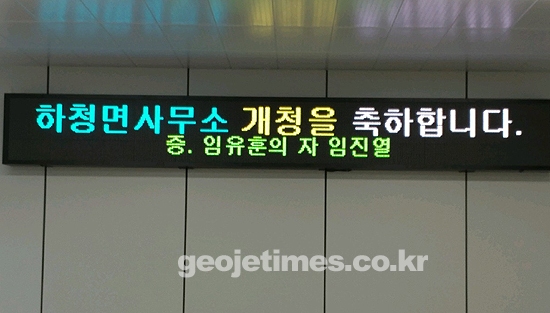 하청면사무소 개청을 축하합니다.
증. 임유훈의 자 임진열
geojetimes.co.kr